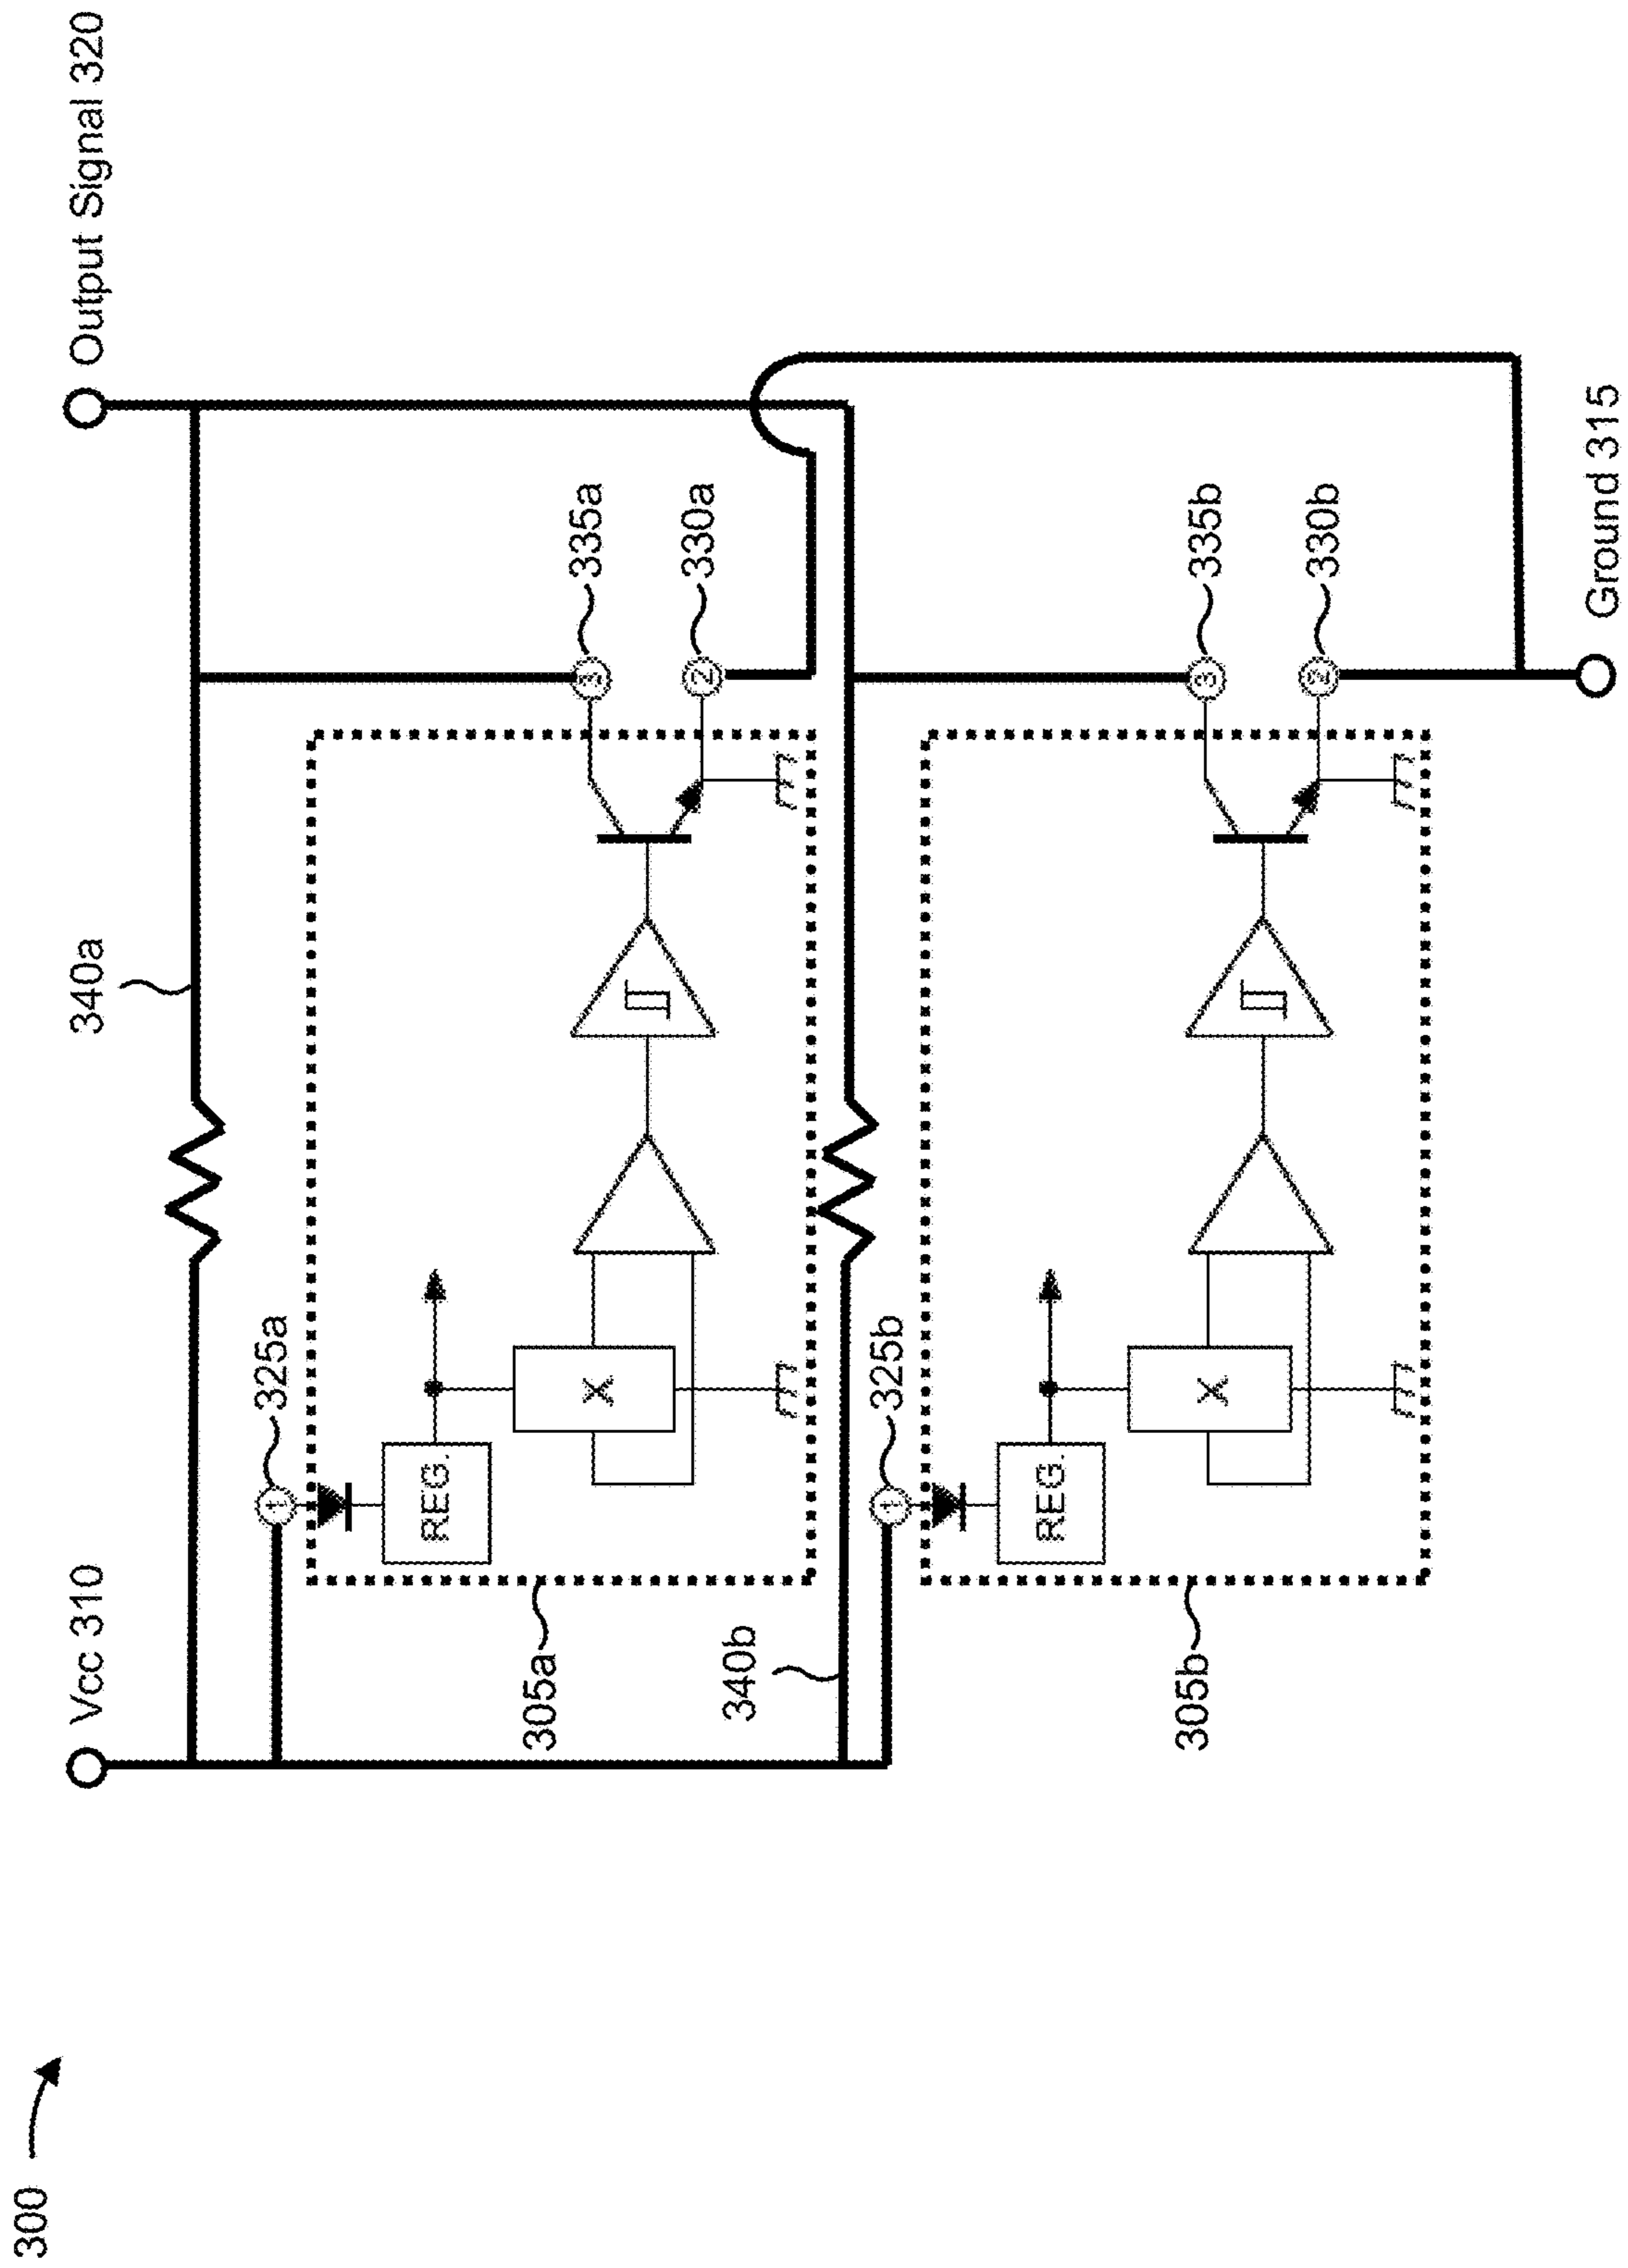 300
Vcc 310
Output Signal 320
340a
325a
1
REG.
X
3
335a
2
330a
305a
340b
325b
1
REG.
X
3
335b
2
330b
305b
Ground 315